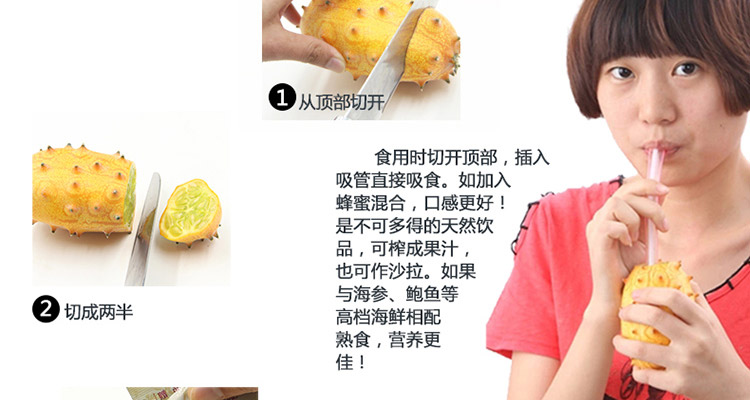 1 从顶部切开
食用时切开顶部，插入
吸管直接吸食。如加入
蜂蜜混合，口感更好！
是不可多得的天然饮
品，可榨成果汁，
也可作沙拉。如果
与海参、鲍鱼等
高档海鲜相配
熟食，营养更
佳！
2 切成两半